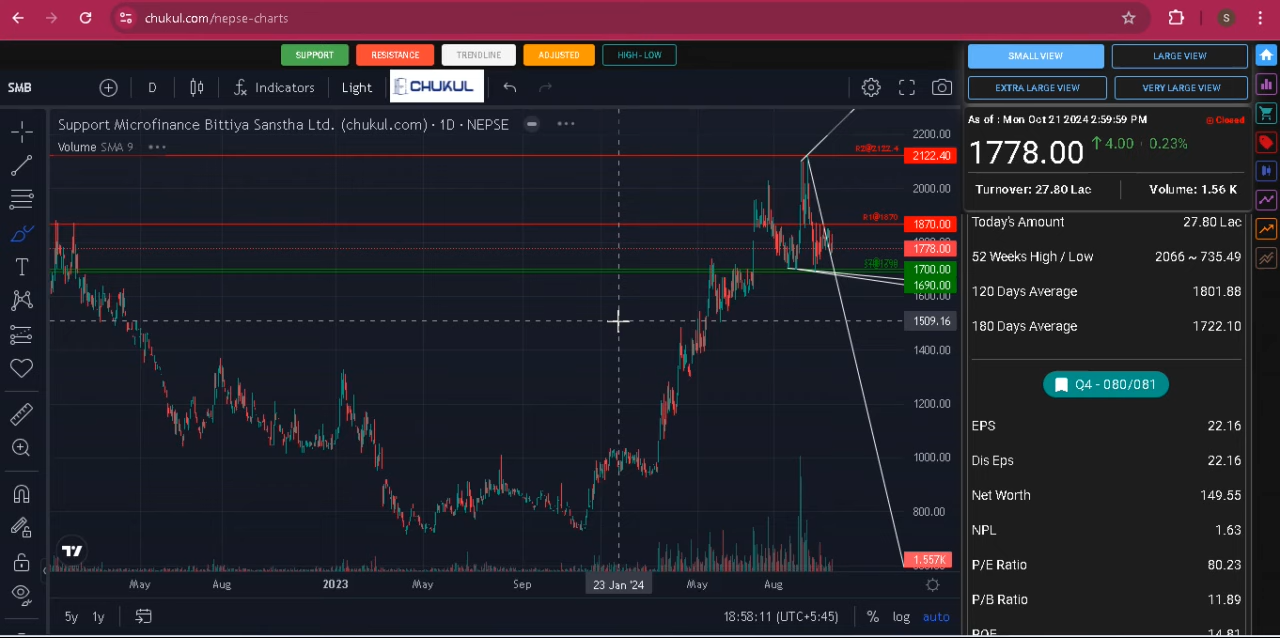 chukul.com/nepse-charts
S
SUPPORT RESISTANCE TRENDLINE ADJUSTED HIGH-LOW
SMALL VIEW LARGE VIEW
EXTRA LARGE VIEW VERY LARGE VIEW
SMB D Indicators Light CHUKUL
Support Microfinance Bittiya Sanstha Ltd. (chukul.com) · 1D · NEPSE
Volume SMA 9
As of : Mon Oct 21 2024 2:59:59 PM Closed
1778.00 ↑ 4.00 0.23%
Turnover: 27.80 Lac Volume: 1.56 K
2200.00
R2@2122.4 2122.40
2000.00
R1@1870 1870.00
1778.00
1700.00
1690.00
1600.00
1509.16
1400.00
1200.00
1000.00
800.00
1.557K
Today's Amount 27.80 Lac
52 Weeks High / Low 2066 ~ 735.49
120 Days Average 1801.88
180 Days Average 1722.10
Q4 - 080/081
EPS 22.16
Dis Eps 22.16
Net Worth 149.55
NPL 1.63
P/E Ratio 80.23
P/B Ratio 11.89
ROE 14.81
May Aug 2023 May Sep 23 Jan '24 May Aug
5y 1y 18:58:11 (UTC+5:45) % log auto